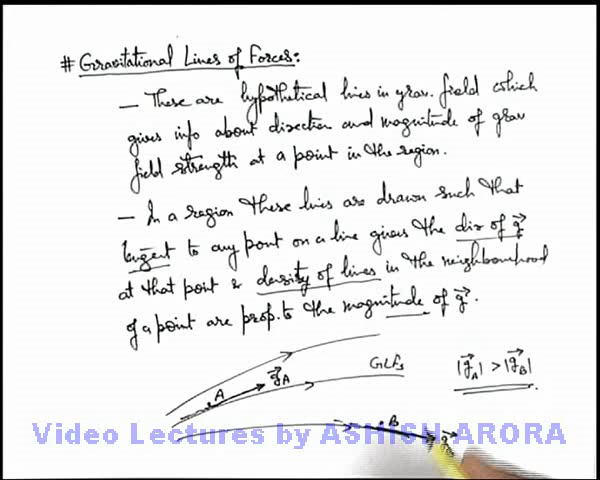 # Gravitational Lines of Forces:
— These are hypothetical lines in grav. field which
gives info about direction and magnitude of grav
field strength at a point in the region.
— In a region these lines are drawn such that
tangent to any point on a line gives the dirⁿ of g⃗
at that point & density of lines in the neighbourhood
of a point are prop. to the magnitude of g⃗.
GLFs
A g⃗A
|g⃗A| > |g⃗B|
B
Video Lectures by ASHISH ARORA